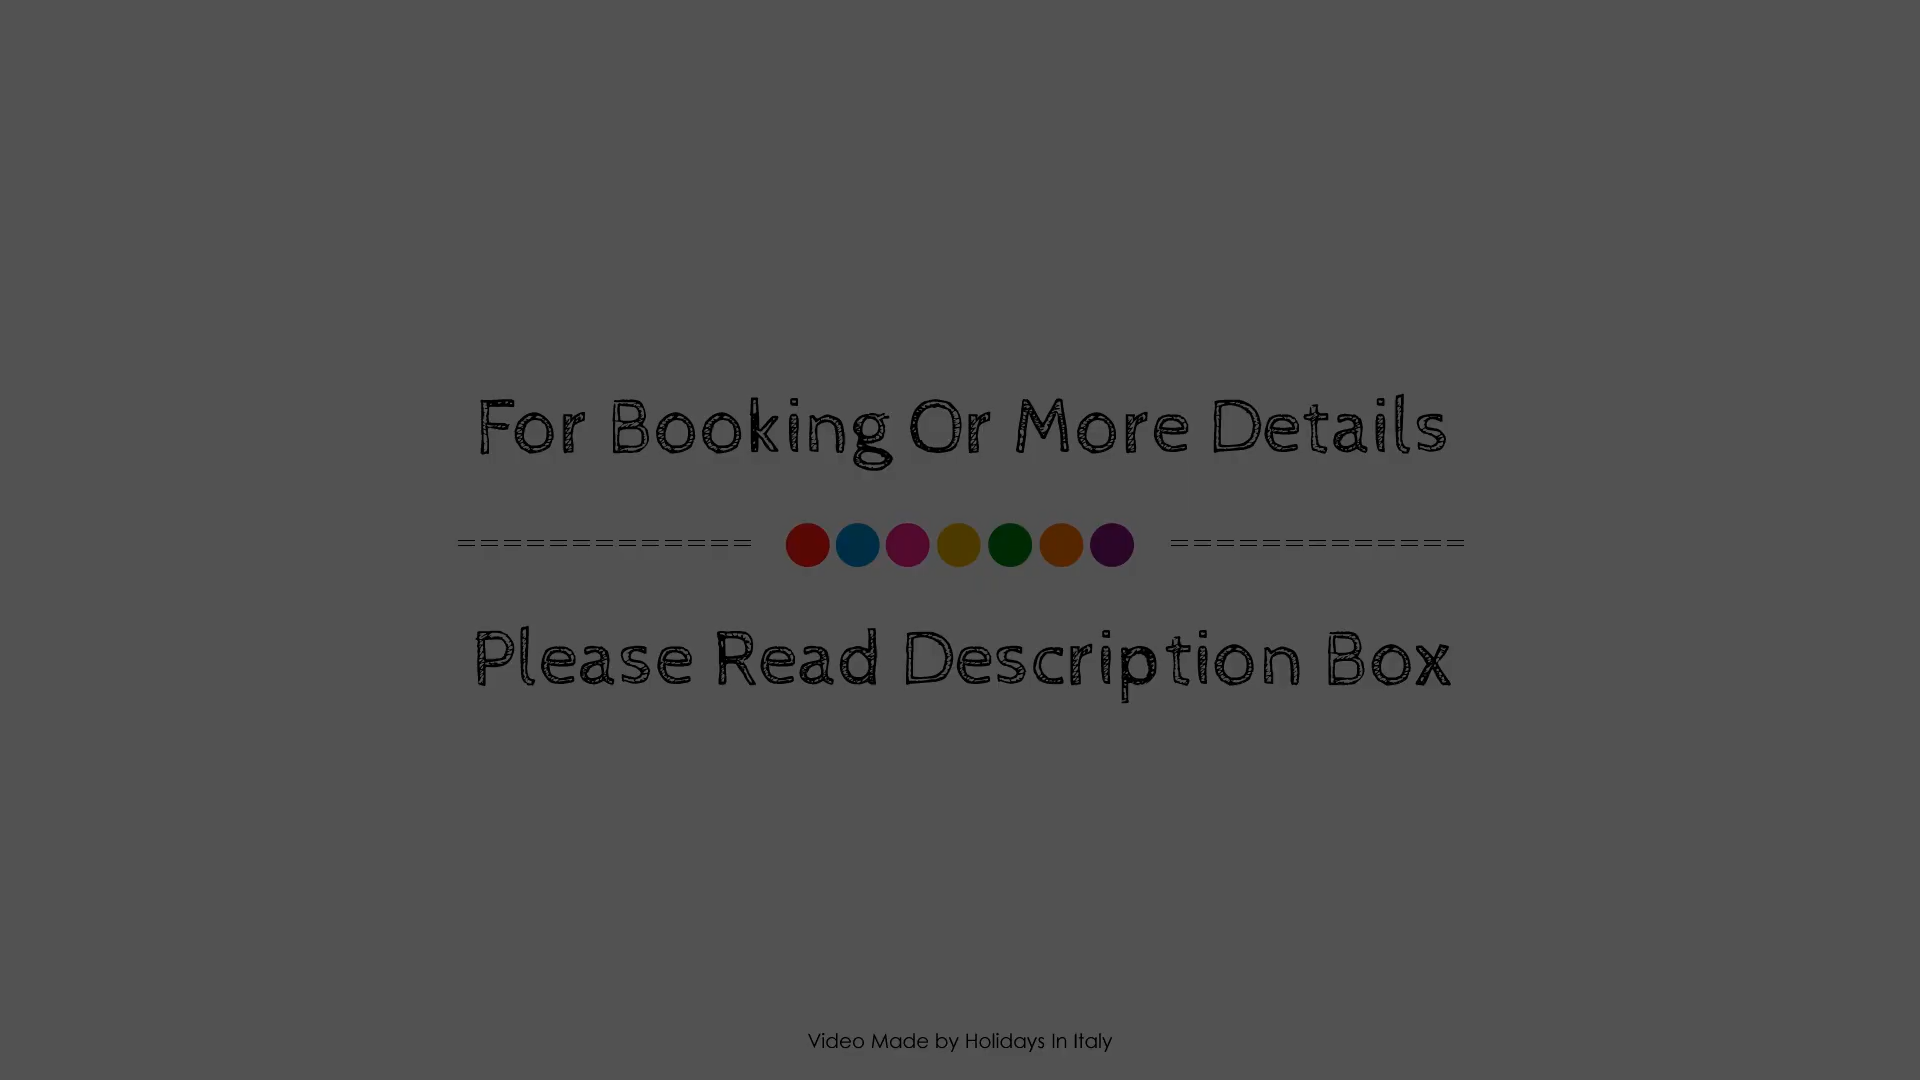 For Booking Or More Details
============= =============
Please Read Description Box
Video Made by Holidays In Italy